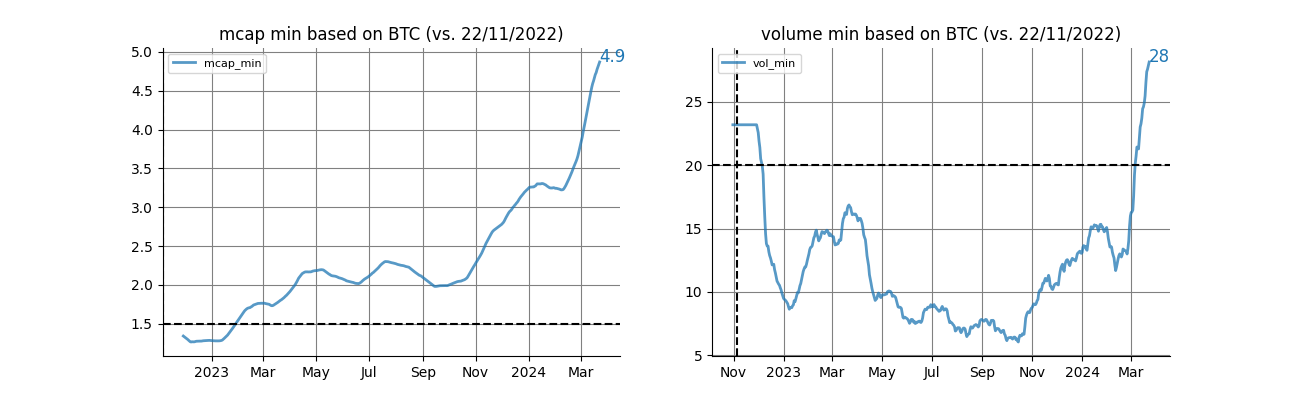 mcap min based on BTC (vs. 22/11/2022)
mcap_min
4.9
5.0
4.5
4.0
3.5
3.0
2.5
2.0
1.5
2023 Mar May Jul Sep Nov 2024 Mar
volume min based on BTC (vs. 22/11/2022)
vol_min
28
25
20
15
10
5
Nov 2023 Mar May Jul Sep Nov 2024 Mar